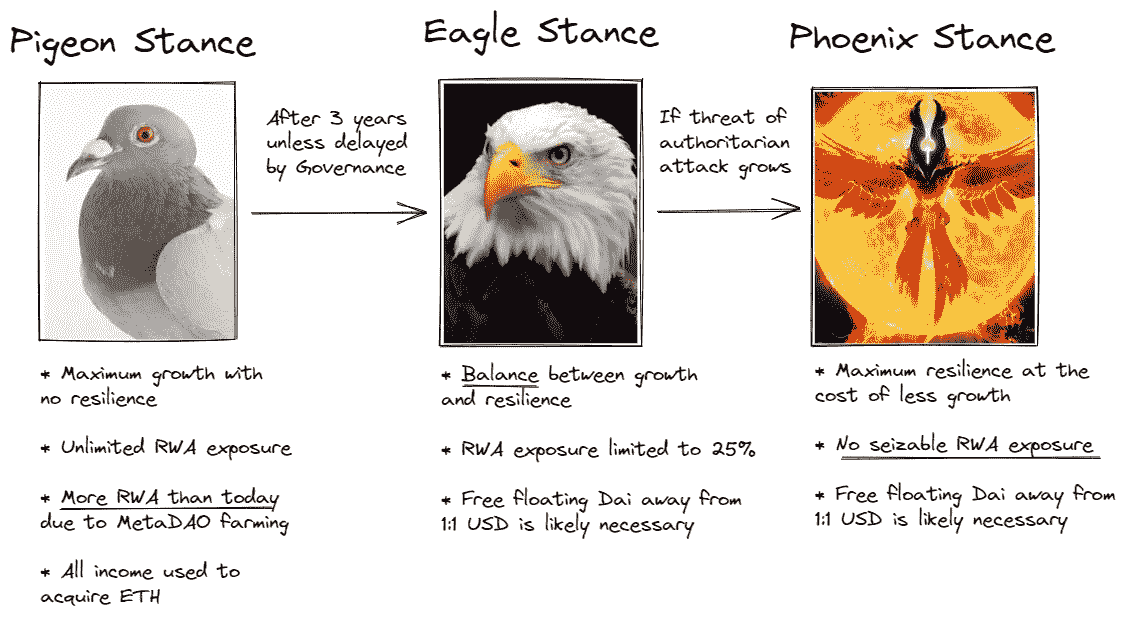 Pigeon Stance
After 3 years
unless delayed
by Governance
* Maximum growth with
no resilience
* Unlimited RWA exposure
* More RWA than today
due to MetaDAO farming
* All income used to
acquire ETH
Eagle Stance
If threat of
authoritarian
attack grows
* Balance between growth
and resilience
* RWA exposure limited to 25%
* Free floating Dai away from
1:1 USD is likely necessary
Phoenix Stance
* Maximum resilience at the
cost of less growth
* No seizable RWA exposure
* Free floating Dai away from
1:1 USD is likely necessary